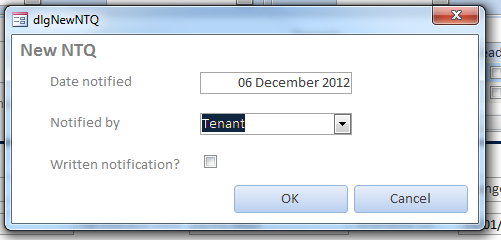 dlgNewNTQ
New NTQ
Date notified 06 December 2012
Notified by Tenant
Written notification?
OK Cancel